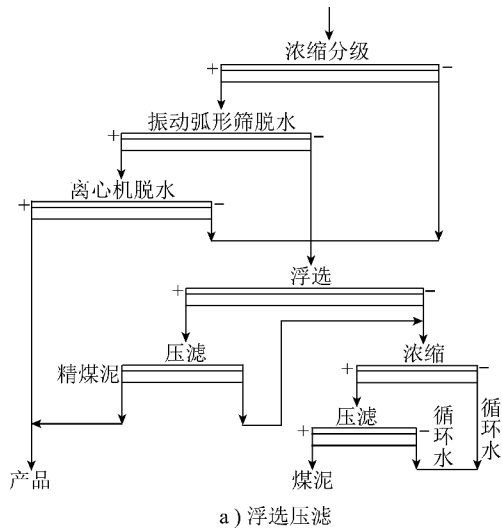 浓缩分级
+ −
振动弧形筛脱水
+ −
离心机脱水
+ −
浮选
+ −
压滤
精煤泥
浓缩
+ −
压滤
+ −
循环水
循环水
产品
煤泥
a) 浮选压滤